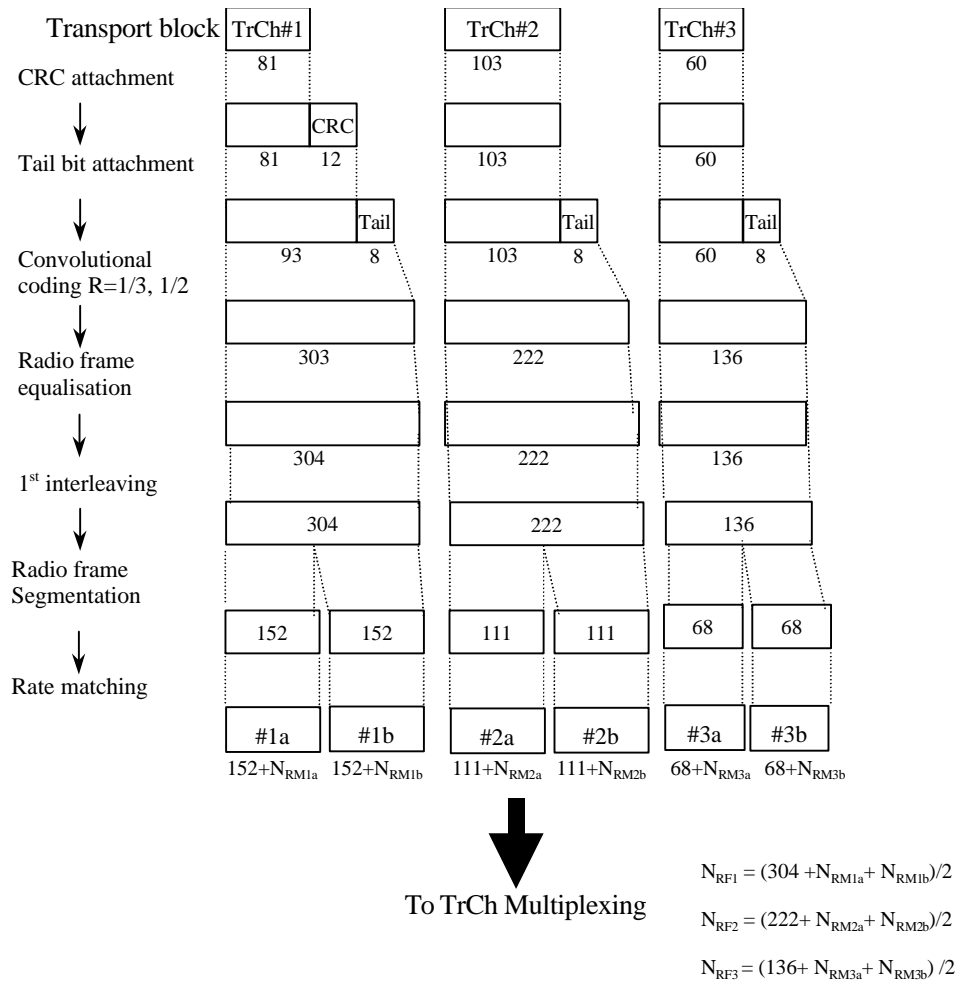 Transport block TrCh#1 TrCh#2 TrCh#3
81 103 60
CRC attachment
CRC
81 12 103 60
Tail bit attachment
Tail Tail Tail
93 8 103 8 60 8
Convolutional
coding R=1/3, 1/2
303 222 136
Radio frame
equalisation
304 222 136
1st interleaving
304 222 136
Radio frame
Segmentation
152 152 111 111 68 68
Rate matching
#1a #1b #2a #2b #3a #3b
152+NRM1a 152+NRM1b 111+NRM2a 111+NRM2b 68+NRM3a 68+NRM3b
To TrCh Multiplexing
NRF1 = (304 +NRM1a+ NRM1b)/2
NRF2 = (222+ NRM2a+ NRM2b)/2
NRF3 = (136+ NRM3a+ NRM3b) /2